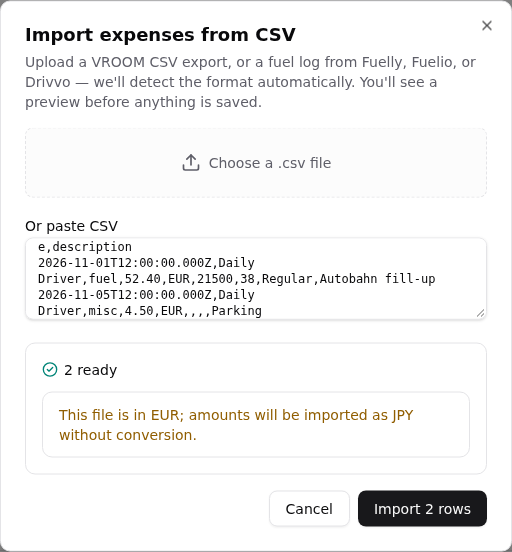 Import expenses from CSV
Upload a VROOM CSV export, or a fuel log from Fuelly, Fuelio, or
Drivvo — we'll detect the format automatically. You'll see a
preview before anything is saved.
Choose a .csv file
Or paste CSV
e,description
2026-11-01T12:00:00.000Z,Daily
Driver,fuel,52.40,EUR,21500,38,Regular,Autobahn fill-up
2026-11-05T12:00:00.000Z,Daily
Driver,misc,4.50,EUR,,,,Parking
2 ready
This file is in EUR; amounts will be imported as JPY
without conversion.
Cancel
Import 2 rows